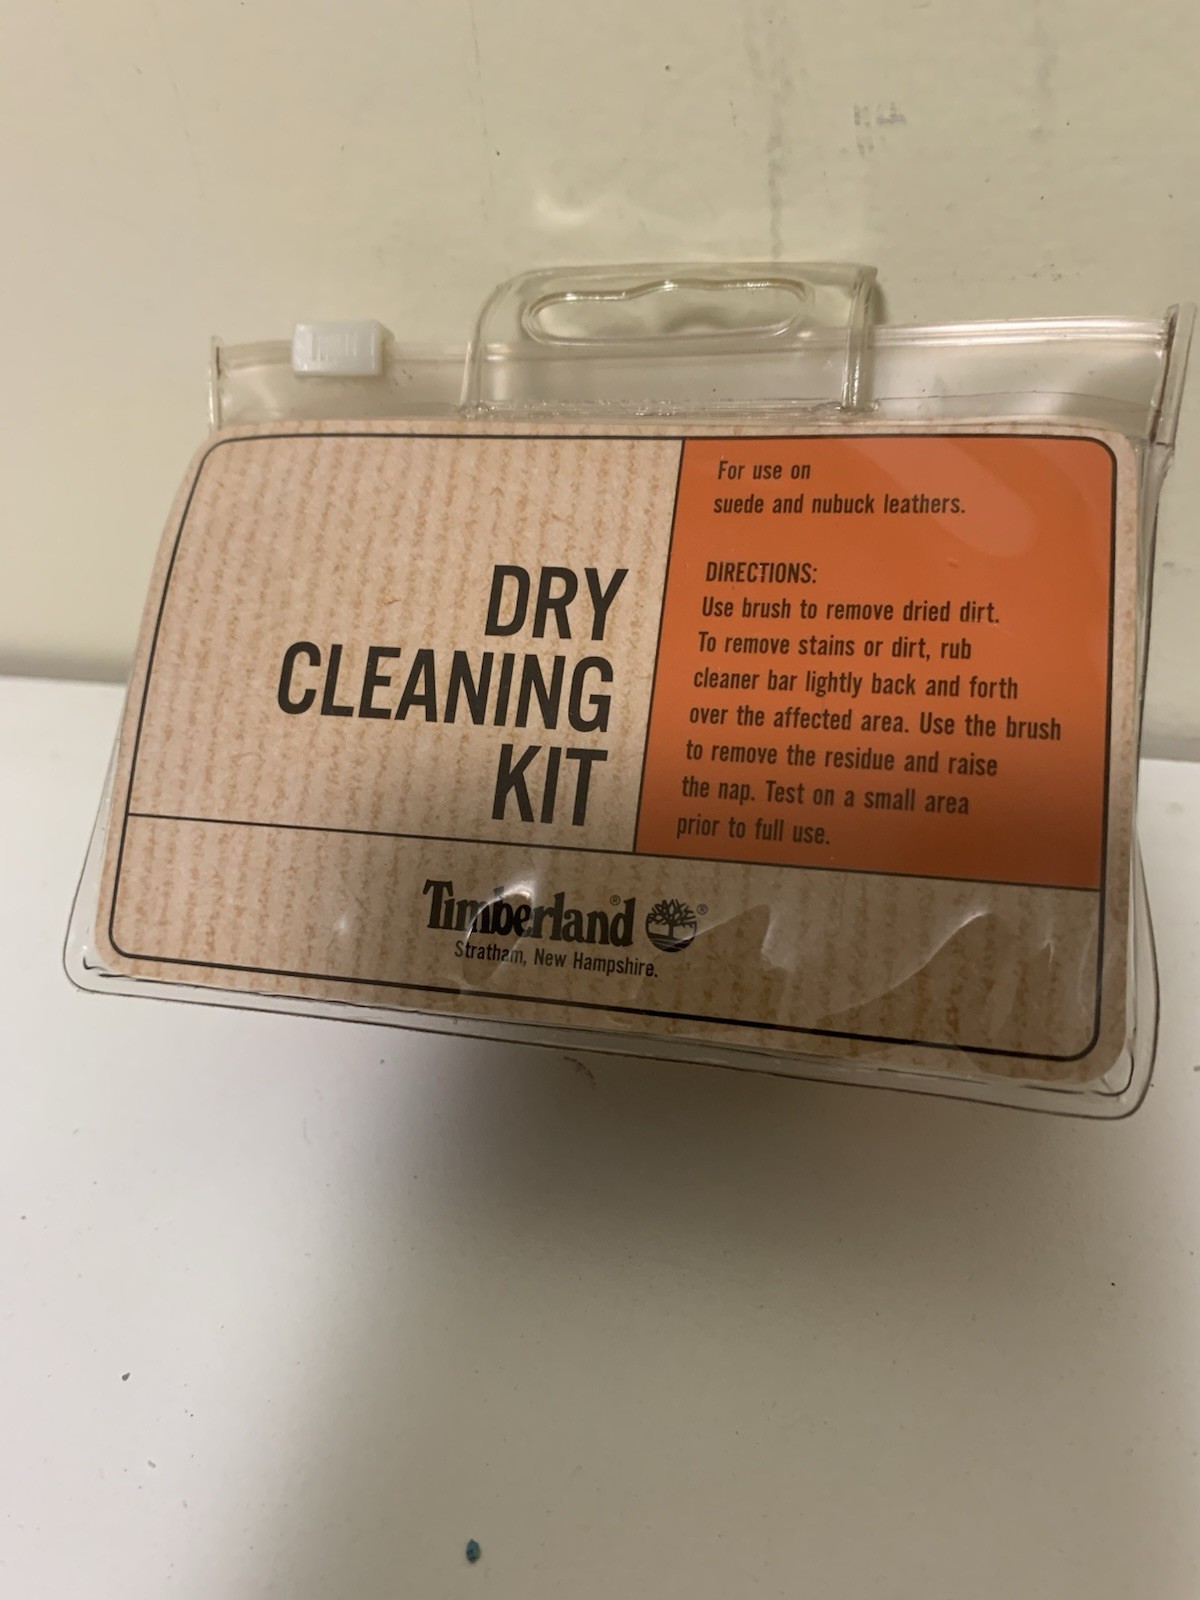 DRY
CLEANING
KIT
For use on
suede and nubuck leathers.
DIRECTIONS:
Use brush to remove dried dirt.
To remove stains or dirt, rub
cleaner bar lightly back and forth
over the affected area. Use the brush
to remove the residue and raise
the nap. Test on a small area
prior to full use.
Timberland® ®
Stratham, New Hampshire.